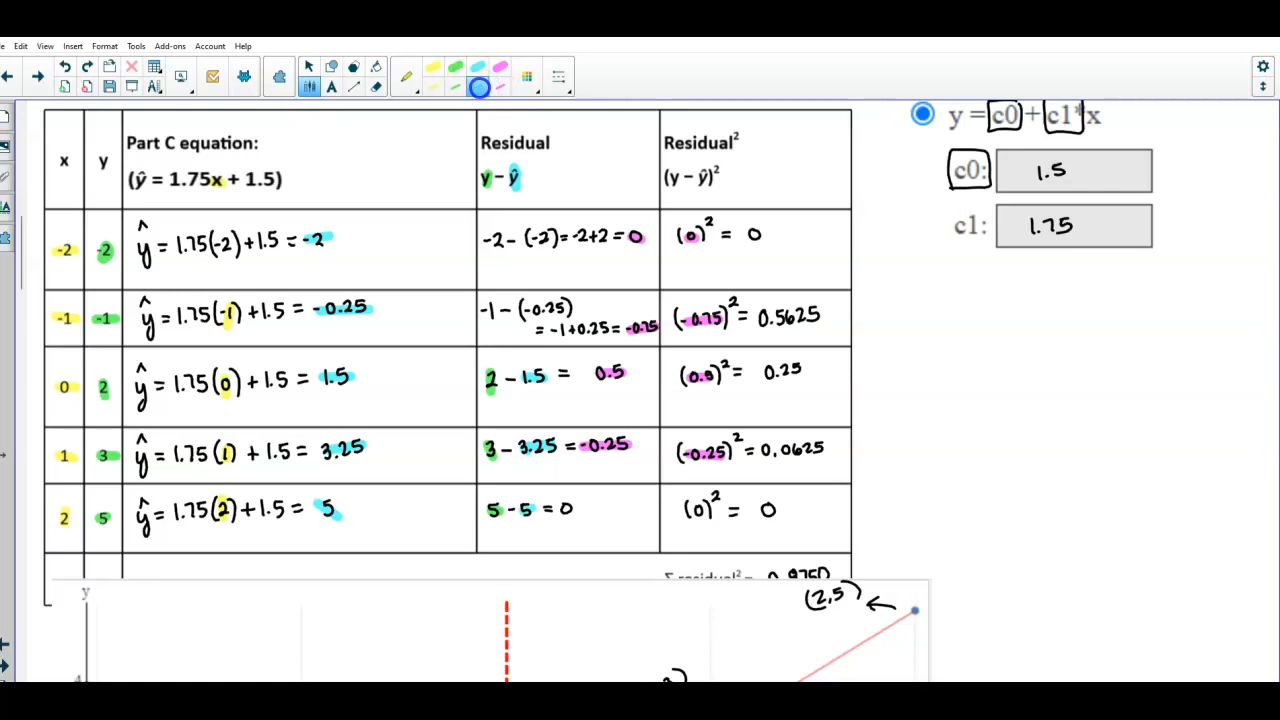 Edit View Insert Format Tools Add-ons Account Help
x y Part C equation: (ŷ = 1.75x + 1.5) Residual y – ŷ Residual² (y – ŷ)²
-2 -2 ŷ = 1.75(-2)+1.5 = -2 -2 - (-2) = -2+2 = 0 (0)² = 0
-1 -1 ŷ = 1.75(-1)+1.5 = -0.25 -1 - (-0.25)
= -1+0.25 = -0.75 (-0.75)² = 0.5625
0 2 ŷ = 1.75(0)+1.5 = 1.5 2 - 1.5 = 0.5 (0.5)² = 0.25
1 3 ŷ = 1.75(1) + 1.5 = 3.25 3 - 3.25 = -0.25 (-0.25)² = 0.0625
2 5 ŷ = 1.75(2)+1.5 = 5 5 - 5 = 0 (0)² = 0
y = c0 + c1*x
c0: 1.5
c1: 1.75
y
(2,5)